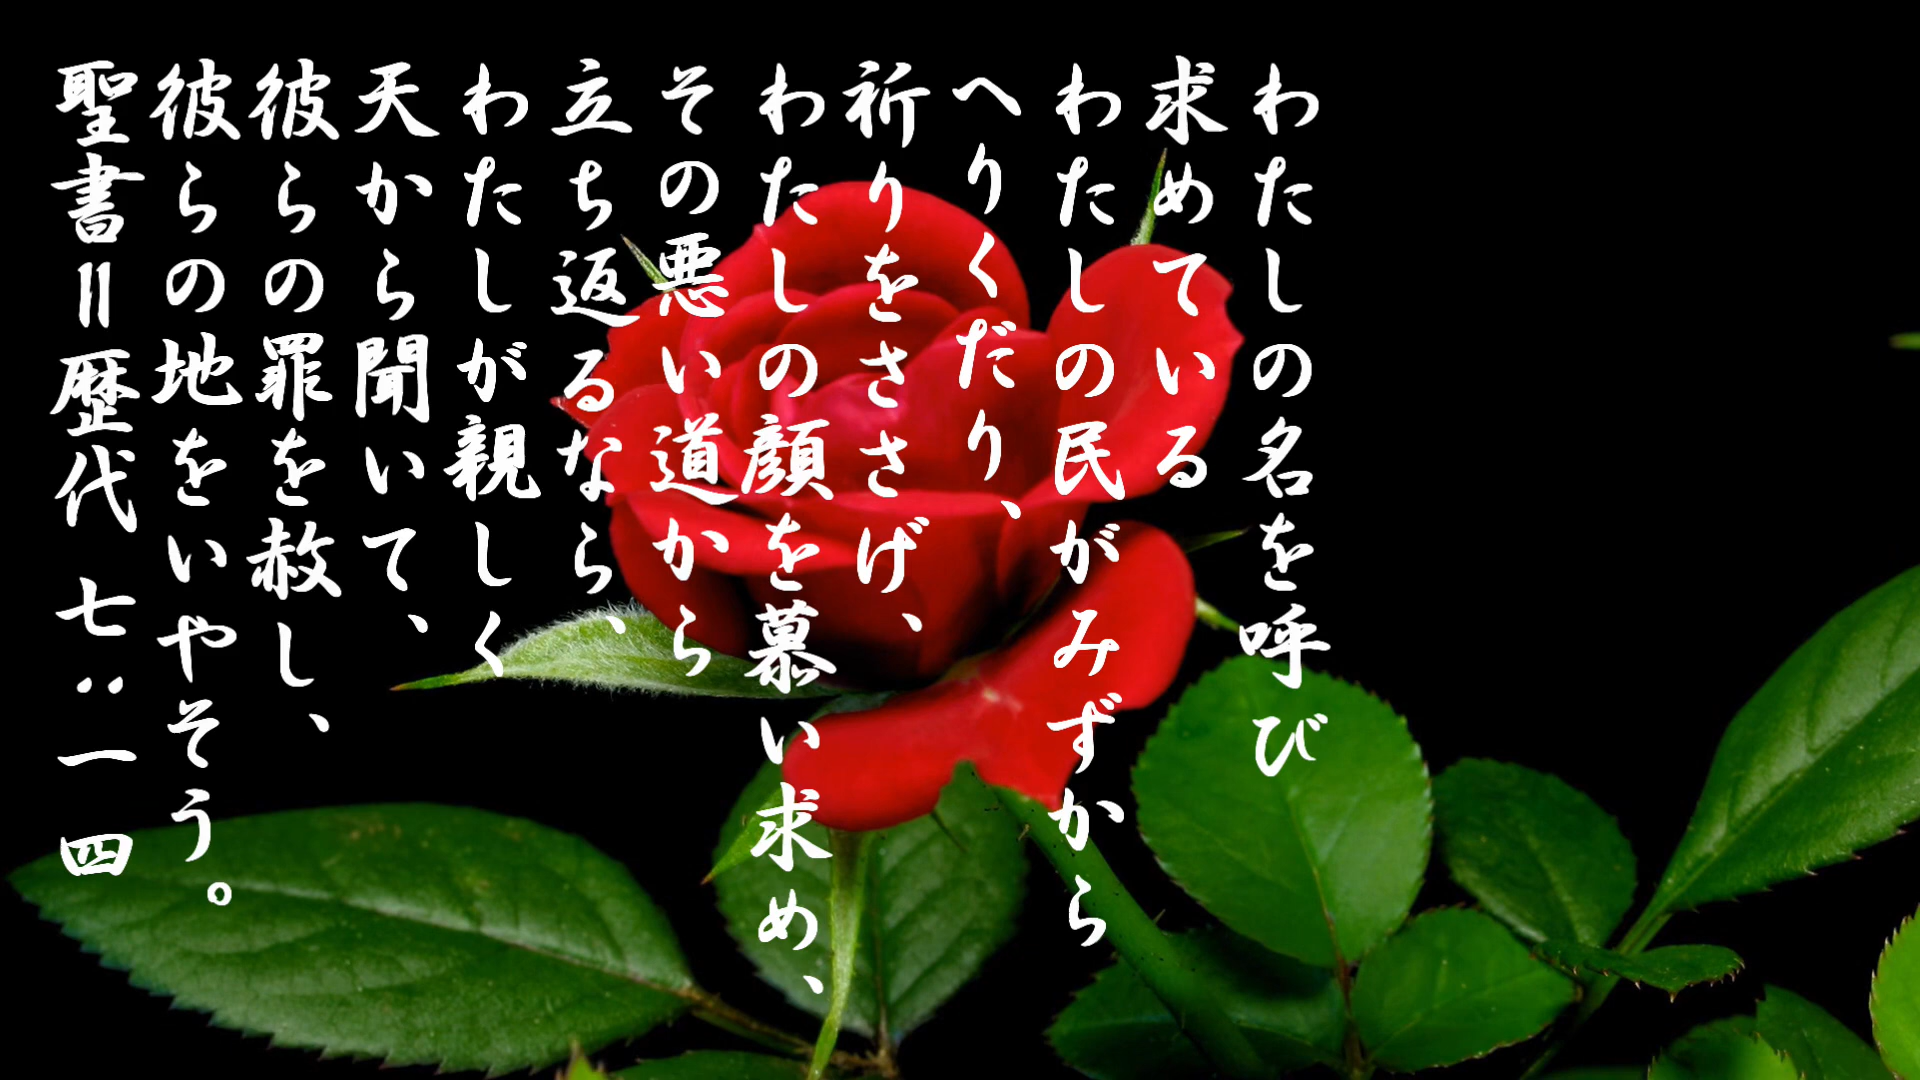 わたしの名を呼び
求めている
わたしの民がみずから
へりくだり、
祈りをささげ、
わたしの顔を慕い求め、
その悪い道から
立ち返るなら、
わたしが親しく
天から聞いて、
彼らの罪を赦し、
彼らの地をいやそう。
聖書＝歴代 七：一四